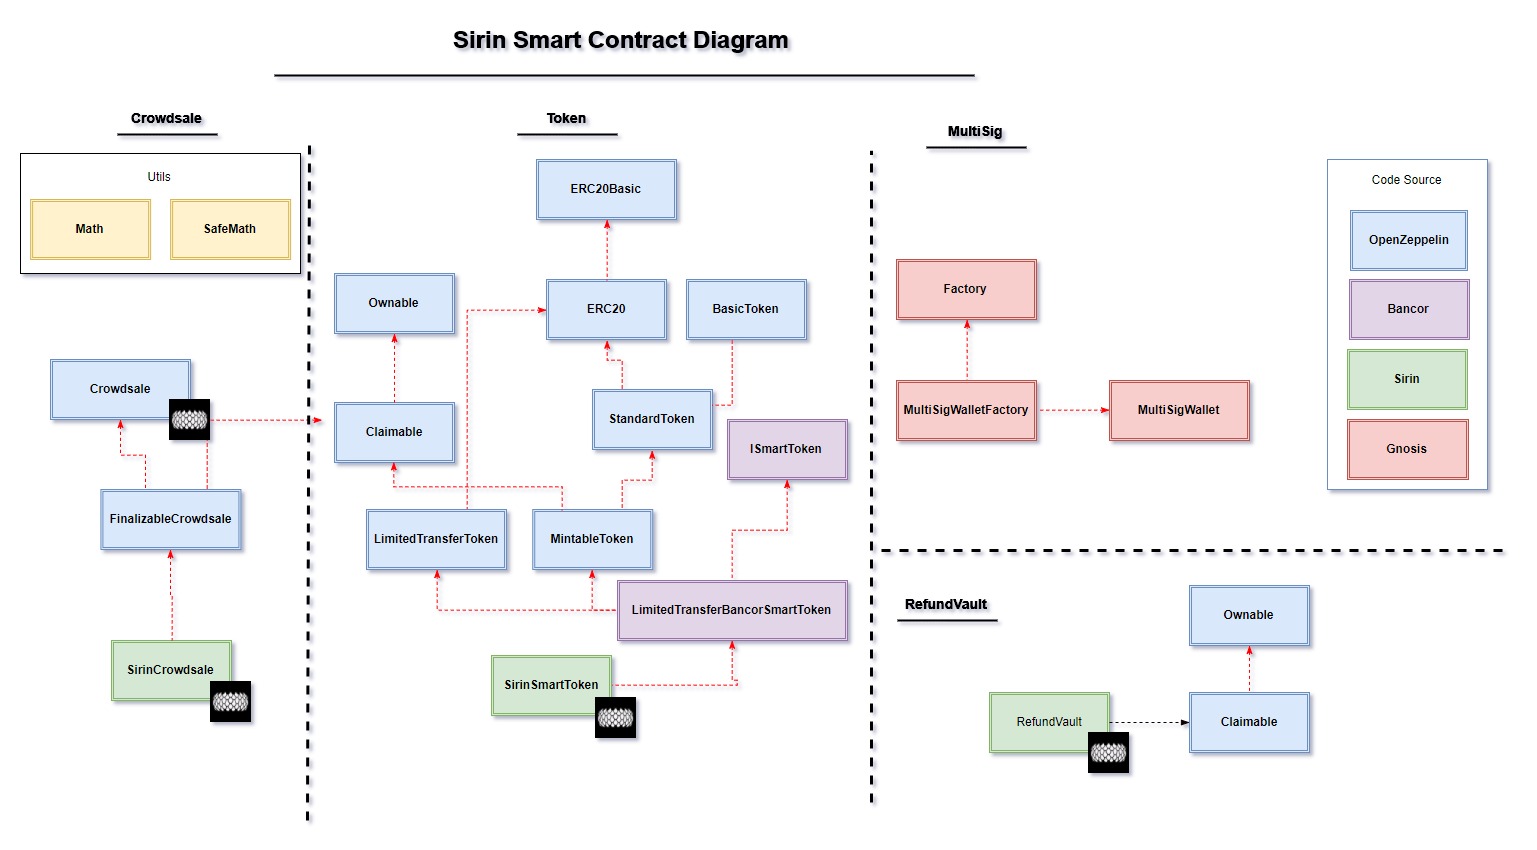 Sirin Smart Contract Diagram
Crowdsale
Utils
Math
SafeMath
Crowdsale
FinalizableCrowdsale
SirinCrowdsale
Token
ERC20Basic
Ownable
ERC20
BasicToken
Claimable
StandardToken
ISmartToken
LimitedTransferToken
MintableToken
LimitedTransferBancorSmartToken
SirinSmartToken
MultiSig
Factory
MultiSigWalletFactory
MultiSigWallet
Code Source
OpenZeppelin
Bancor
Sirin
Gnosis
RefundVault
Ownable
RefundVault
Claimable